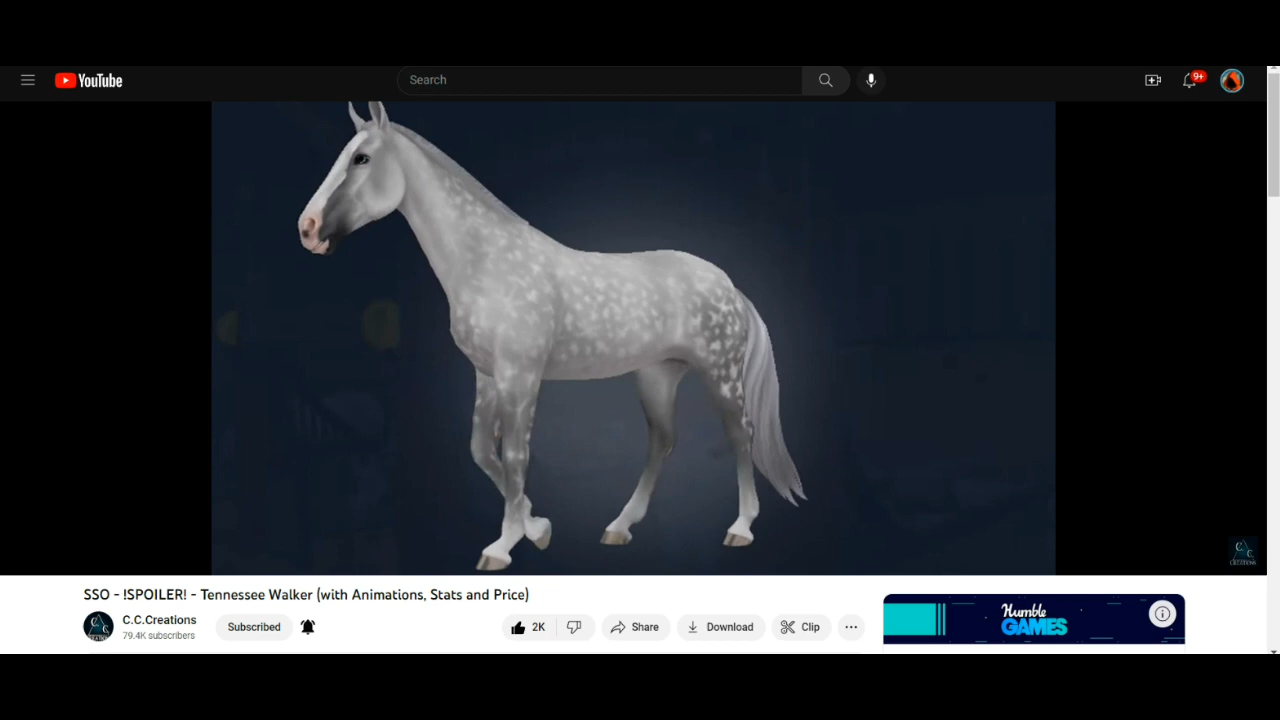 YouTube
Search
9+
SSO - !SPOILER! - Tennessee Walker (with Animations, Stats and Price)
C.C.Creations
79.4K subscribers
Subscribed
2K
Share
Download
Clip
Humble
GAMES